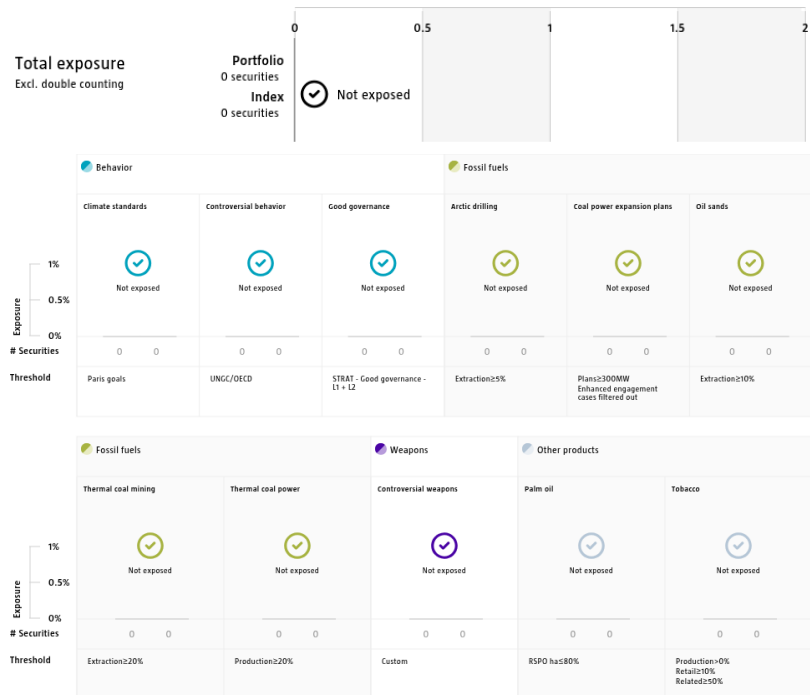 0 0.5 1 1.5 2
Total exposure
Excl. double counting
Portfolio
0 securities
Index
0 securities
Not exposed
Behavior Fossil fuels
Climate standards Controversial behavior Good governance Arctic drilling Coal power expansion plans Oil sands
Exposure
1%
0.5%
0%
Not exposed Not exposed Not exposed Not exposed Not exposed Not exposed
# Securities 0 0 0 0 0 0 0 0 0 0 0 0
Threshold Paris goals UNGC/OECD STRAT - Good governance - Extraction≥5% Plans≥300MW Extraction≥10%
L1 + L2 Enhanced engagement
cases filtered out
Fossil fuels Weapons Other products
Thermal coal mining Thermal coal power Controversial weapons Palm oil Tobacco
Exposure
1%
0.5%
0%
Not exposed Not exposed Not exposed Not exposed Not exposed
# Securities 0 0 0 0 0 0 0 0 0 0
Threshold Extraction≥20% Production≥20% Custom RSPO ha≤80% Production>0%
Retail≥10%
Related≥50%